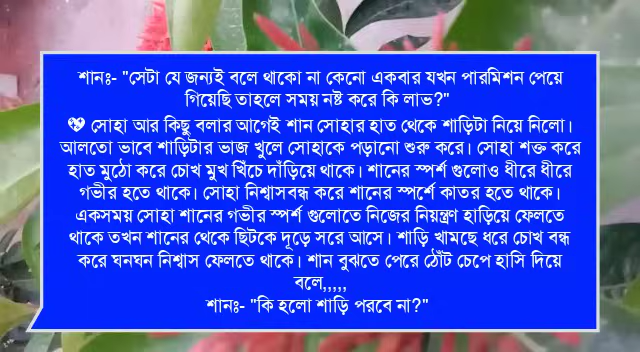 শানঃ- "সেটা যে জন্যই বলে থাকো না কেনো একবার যখন পারমিশন পেয়ে
গিয়েছি তাহলে সময় নষ্ট করে কি লাভ?"
💖 সোহা আর কিছু বলার আগেই শান সোহার হাত থেকে শাড়িটা নিয়ে নিলো।
আলতো ভাবে শাড়িটার ভাজ খুলে সোহাকে পড়ানো শুরু করে। সোহা শক্ত করে
হাত মুঠো করে চোখ মুখ খিঁচে দাঁড়িয়ে থাকে। শানের স্পর্শ গুলোও ধীরে ধীরে
গভীর হতে থাকে। সোহা নিশ্বাসবন্ধ করে শানের স্পর্শে কাতর হতে থাকে।
একসময় সোহা শানের গভীর স্পর্শ গুলোতে নিজের নিয়ন্ত্রণ হাড়িয়ে ফেলতে
থাকে তখন শানের থেকে ছিটকে দূড়ে সরে আসে। শাড়ি খামছে ধরে চোখ বন্ধ
করে ঘনঘন নিশ্বাস ফেলতে থাকে। শান বুঝতে পেরে ঠোঁট চেপে হাসি দিয়ে
বলে,,,,,
শানঃ- "কি হলো শাড়ি পরবে না?"